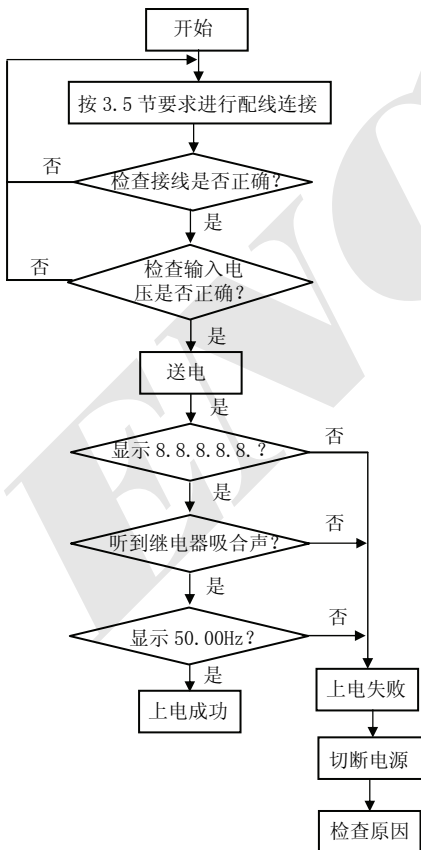 开始
按 3.5 节要求进行配线连接
否
检查接线是否正确?
是
否
检查输入电
压是否正确?
是
送电
是
显示 8.8.8.8.8.?
否
是
听到继电器吸合声?
否
是
显示 50.00Hz?
否
是
上电成功
上电失败
切断电源
检查原因